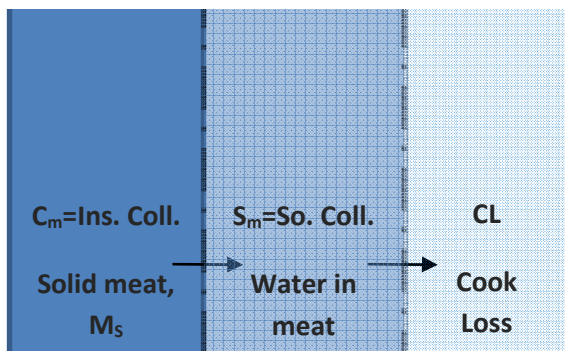 Cm=Ins. Coll.
Solid meat,
Ms
Sm=So. Coll.
Water in
meat
CL
Cook
Loss